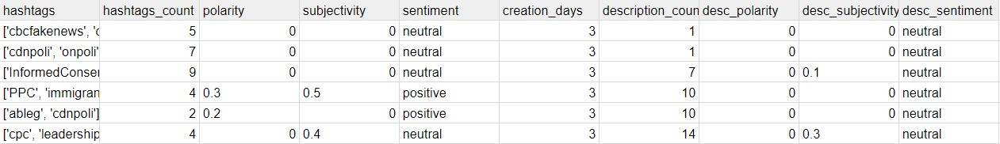 hashtags hashtags_count polarity subjectivity sentiment creation_days description_coun desc_polarity desc_subjectivity desc_sentiment
['cbcfakenews', 'c 5 0 0 neutral 3 1 0 0 neutral
['cdnpoli', 'onpoli' 7 0 0 neutral 3 1 0 0 neutral
['InformedConser 9 0 0 neutral 3 7 0 0.1 neutral
['PPC', 'immigran 4 0.3 0.5 positive 3 10 0 0 neutral
['ableg', 'cdnpoli'] 2 0.2 0 positive 3 10 0 0 neutral
['cpc', 'leadership 4 0 0.4 neutral 3 14 0 0.3 neutral